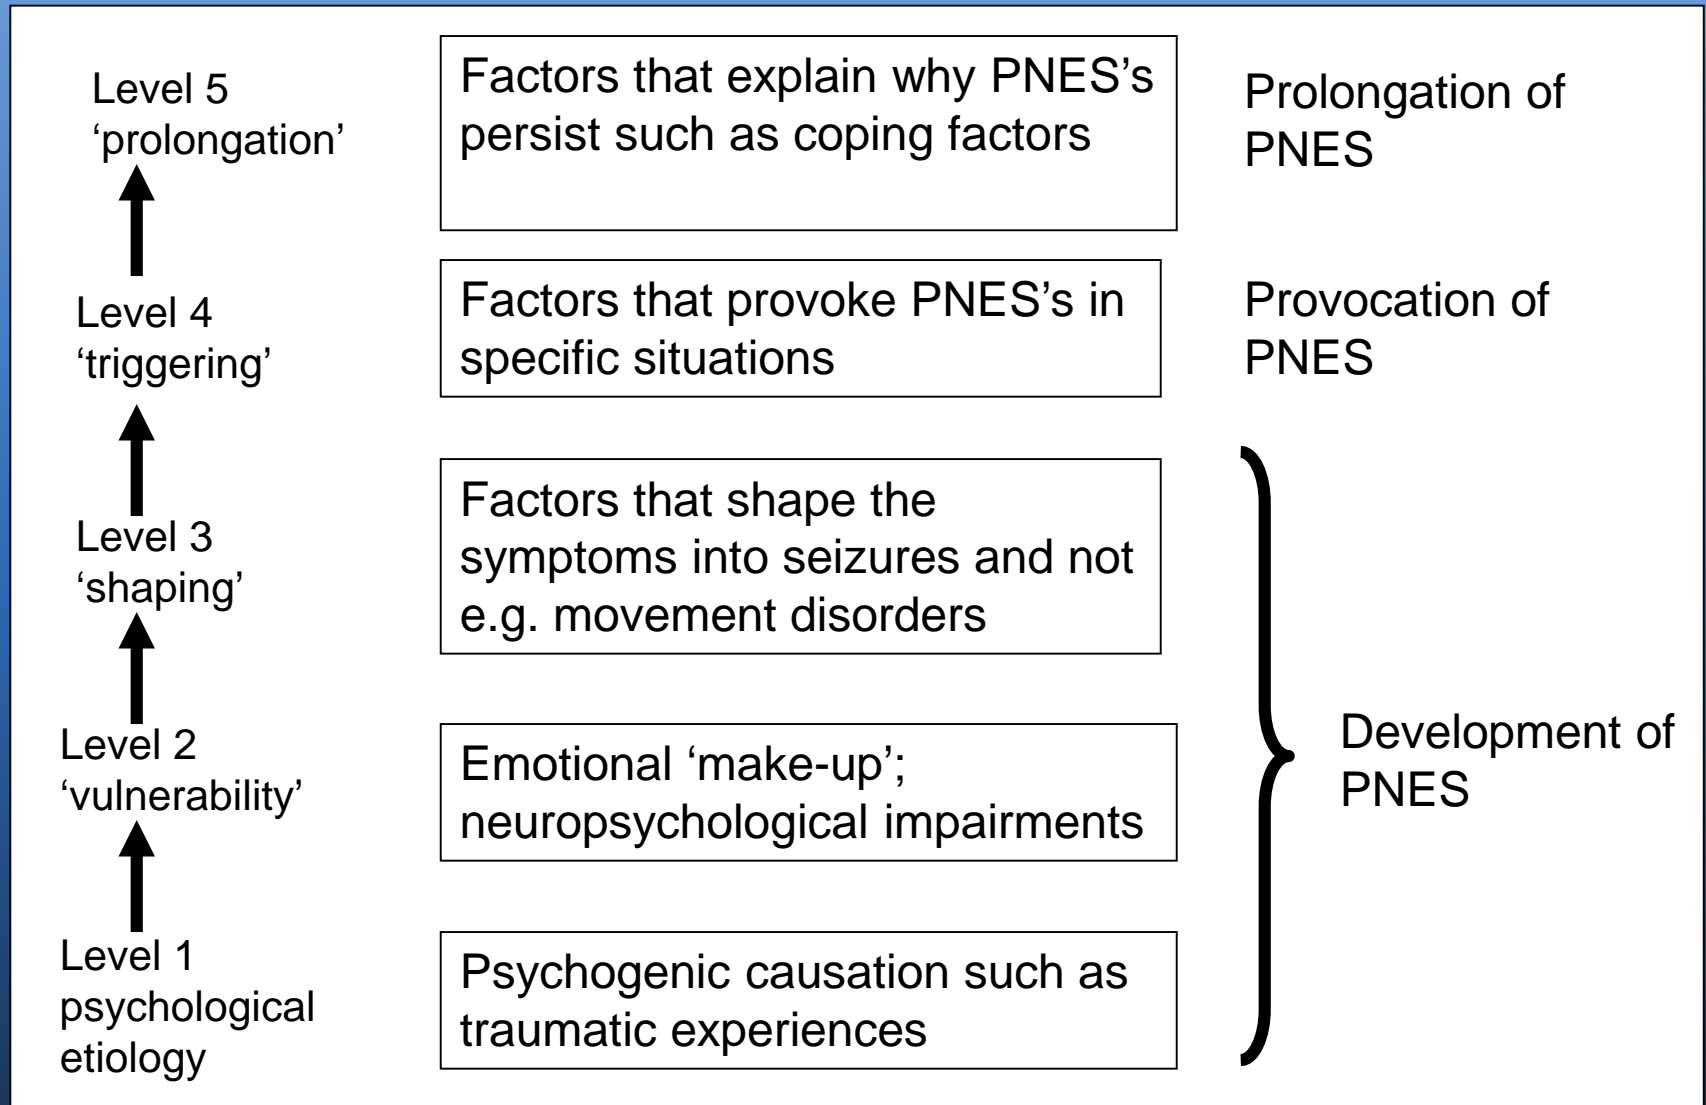 Level 5
‘prolongation’
Factors that explain why PNES’s
persist such as coping factors
Prolongation of
PNES
Level 4
‘triggering’
Factors that provoke PNES’s in
specific situations
Provocation of
PNES
Level 3
‘shaping’
Factors that shape the
symptoms into seizures and not
e.g. movement disorders
Level 2
‘vulnerability’
Emotional ‘make-up’;
neuropsychological impairments
Development of
PNES
Level 1
psychological
etiology
Psychogenic causation such as
traumatic experiences